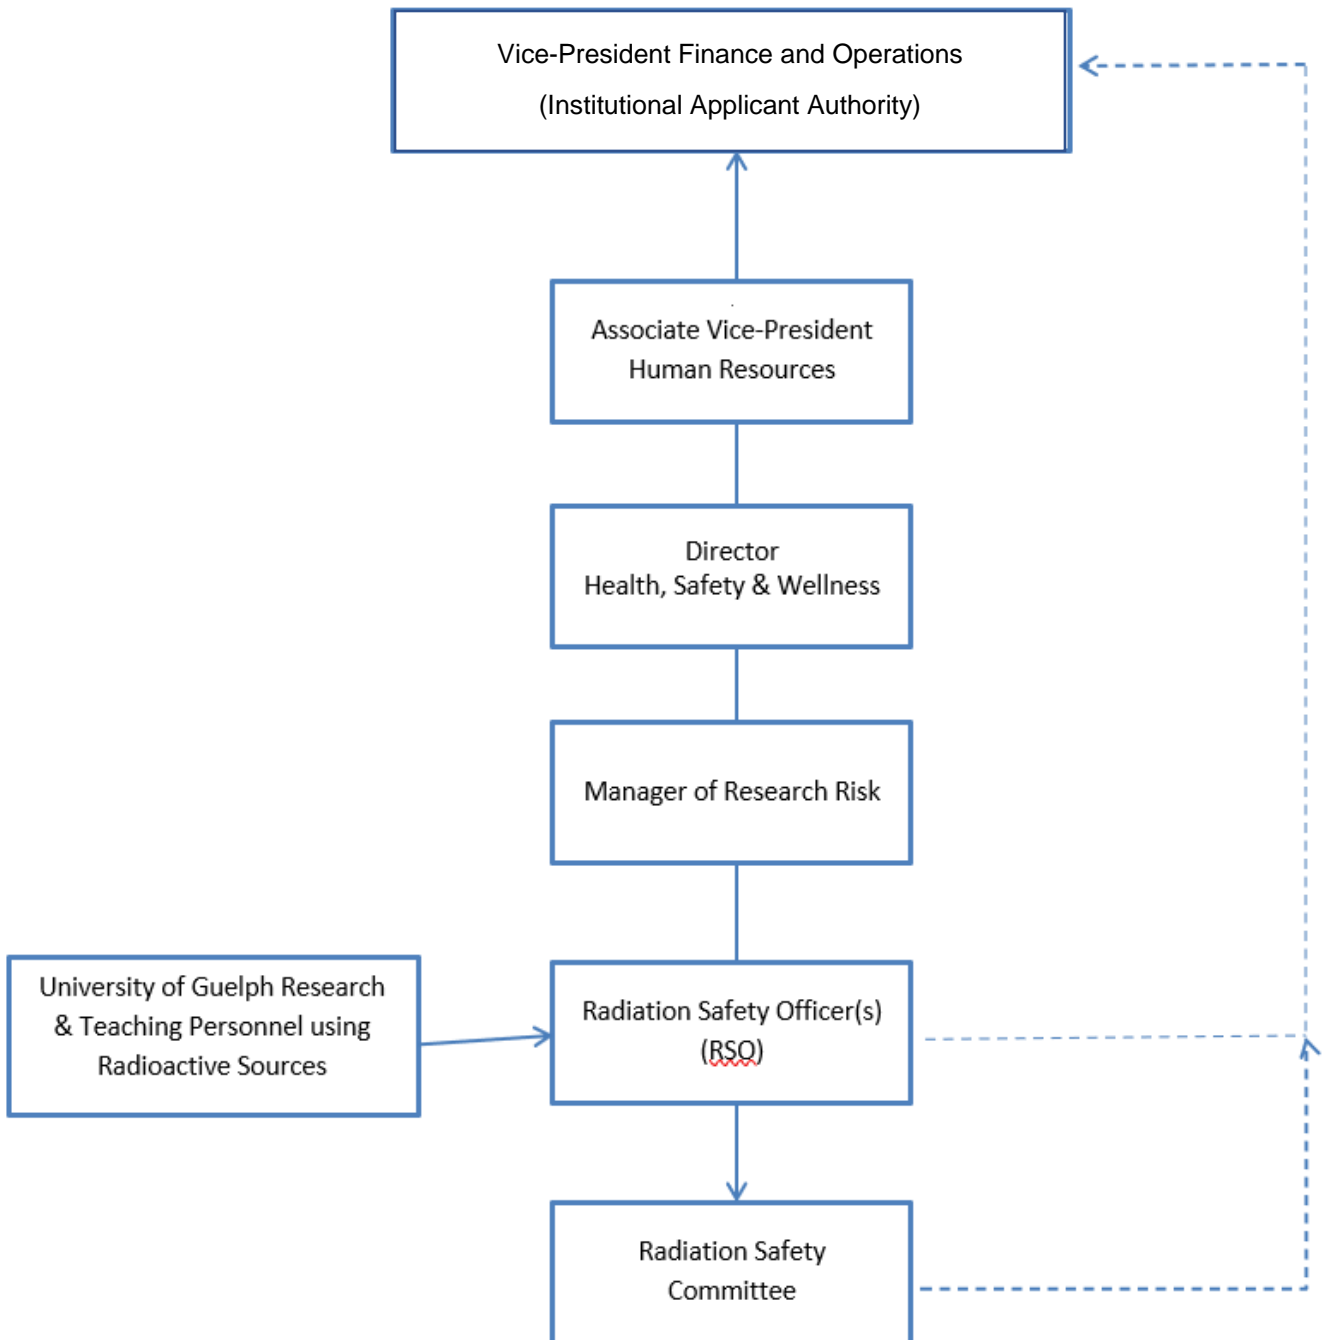 Vice-President Finance and Operations
(Institutional Applicant Authority)
Associate Vice-President
Human Resources
Director
Health, Safety & Wellness
Manager of Research Risk
University of Guelph Research
& Teaching Personnel using
Radioactive Sources
Radiation Safety Officer(s)
(RSO)
Radiation Safety
Committee